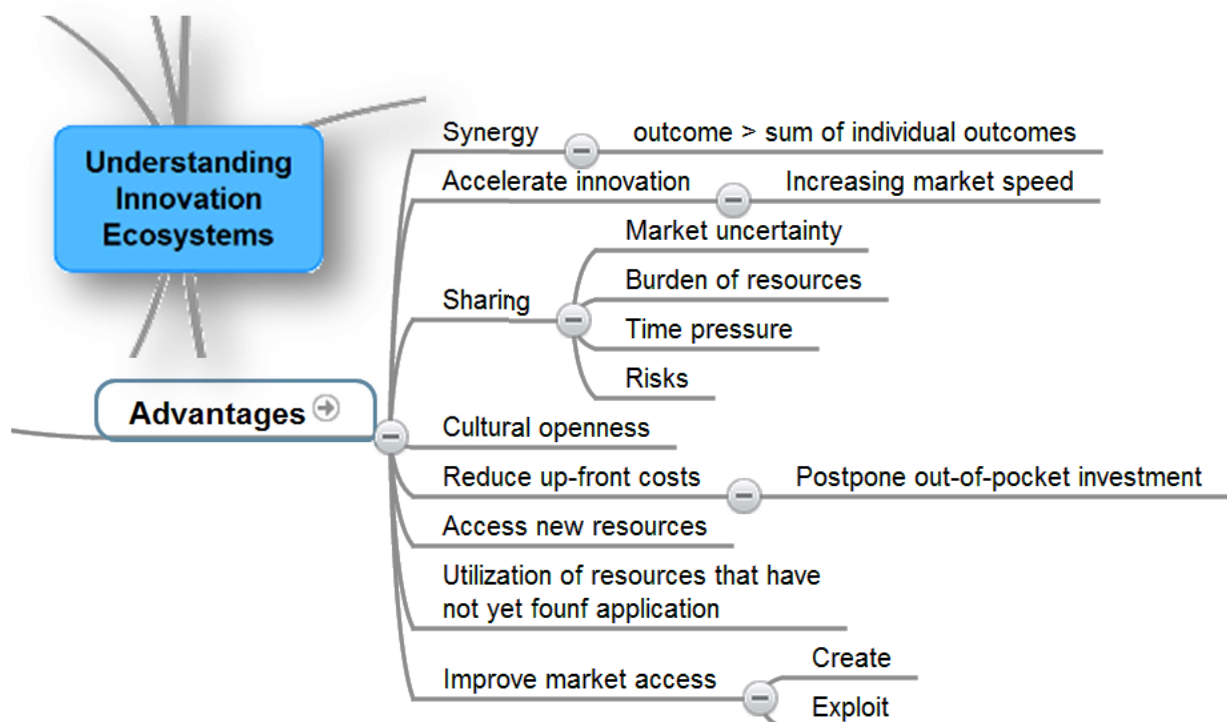 Understanding
Innovation
Ecosystems
Advantages
Synergy
outcome > sum of individual outcomes
Accelerate innovation
Increasing market speed
Sharing
Market uncertainty
Burden of resources
Time pressure
Risks
Cultural openness
Reduce up-front costs
Postpone out-of-pocket investment
Access new resources
Utilization of resources that have
not yet founf application
Improve market access
Create
Exploit